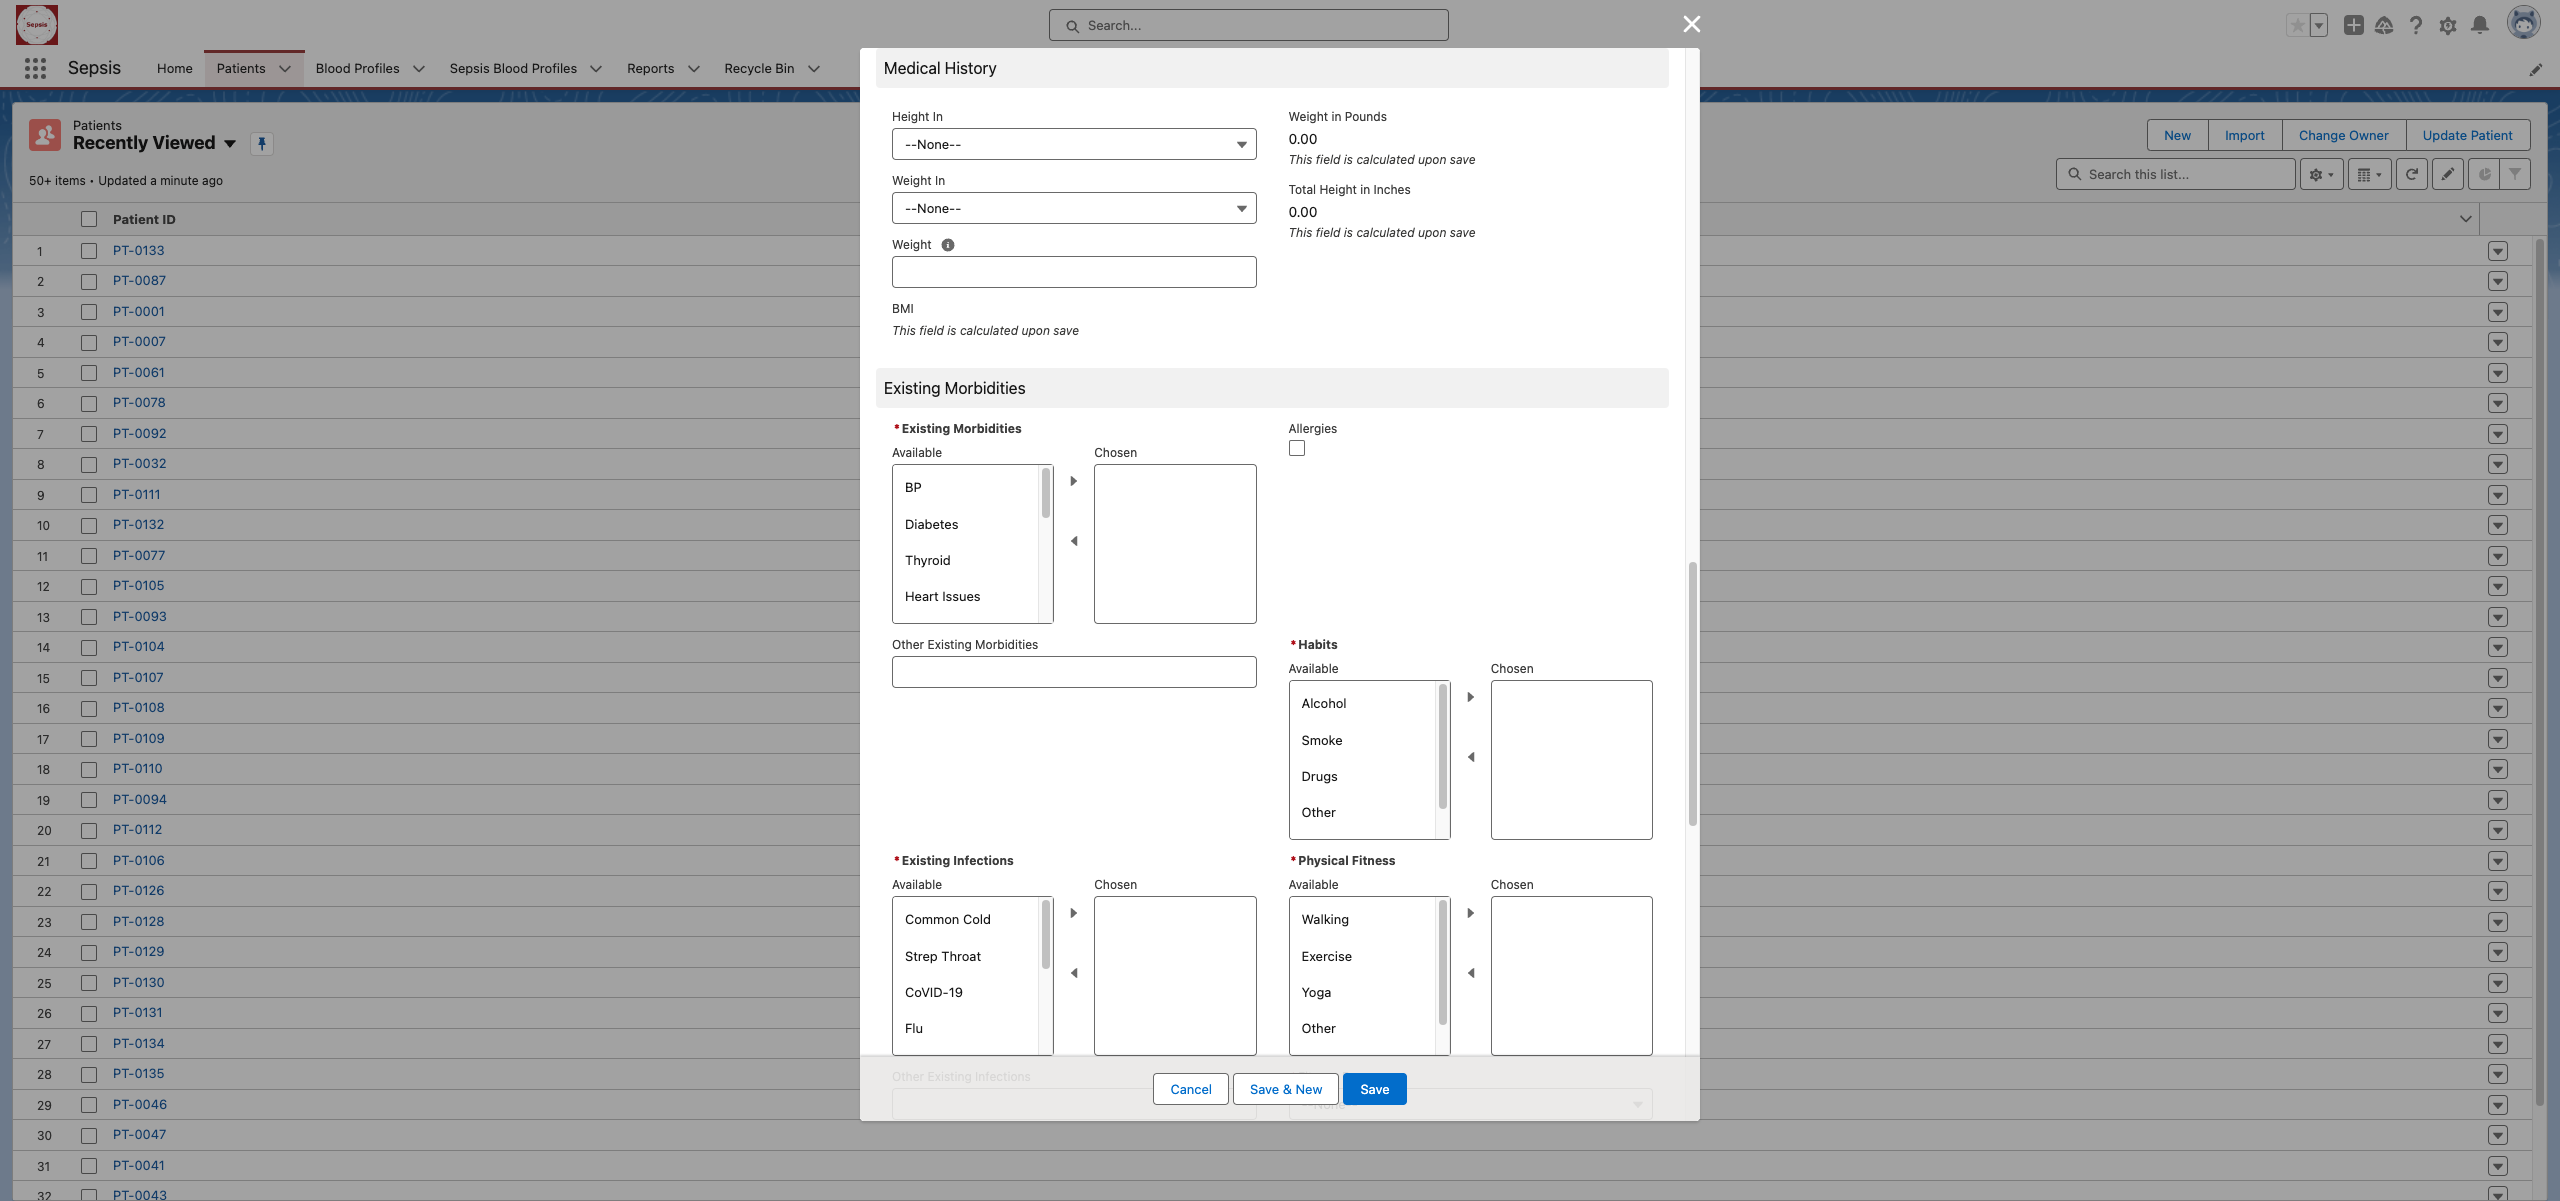 Sepsis
Search...
Sepsis
Home
Patients
Blood Profiles
Sepsis Blood Profiles
Reports
Recycle Bin
Patients
Recently Viewed
50+ items • Updated a minute ago
New
Import
Change Owner
Update Patient
Search this list...
Patient ID
1 PT-0133
2 PT-0087
3 PT-0001
4 PT-0007
5 PT-0061
6 PT-0078
7 PT-0092
8 PT-0032
9 PT-0111
10 PT-0132
11 PT-0077
12 PT-0105
13 PT-0093
14 PT-0104
15 PT-0107
16 PT-0108
17 PT-0109
18 PT-0110
19 PT-0094
20 PT-0112
21 PT-0106
22 PT-0126
23 PT-0128
24 PT-0129
25 PT-0130
26 PT-0131
27 PT-0134
28 PT-0135
29 PT-0046
30 PT-0047
31 PT-0041
32 PT-0043
Medical History
Height In
--None--
Weight In
--None--
Weight
BMI
This field is calculated upon save
Weight in Pounds
0.00
This field is calculated upon save
Total Height in Inches
0.00
This field is calculated upon save
Existing Morbidities
*Existing Morbidities
Available
Chosen
BP
Diabetes
Thyroid
Heart Issues
Allergies
Other Existing Morbidities
*Habits
Available
Chosen
Alcohol
Smoke
Drugs
Other
*Existing Infections
Available
Chosen
Common Cold
Strep Throat
CoVID-19
Flu
*Physical Fitness
Available
Chosen
Walking
Exercise
Yoga
Other
Other Existing Infections
--None--
Cancel
Save & New
Save